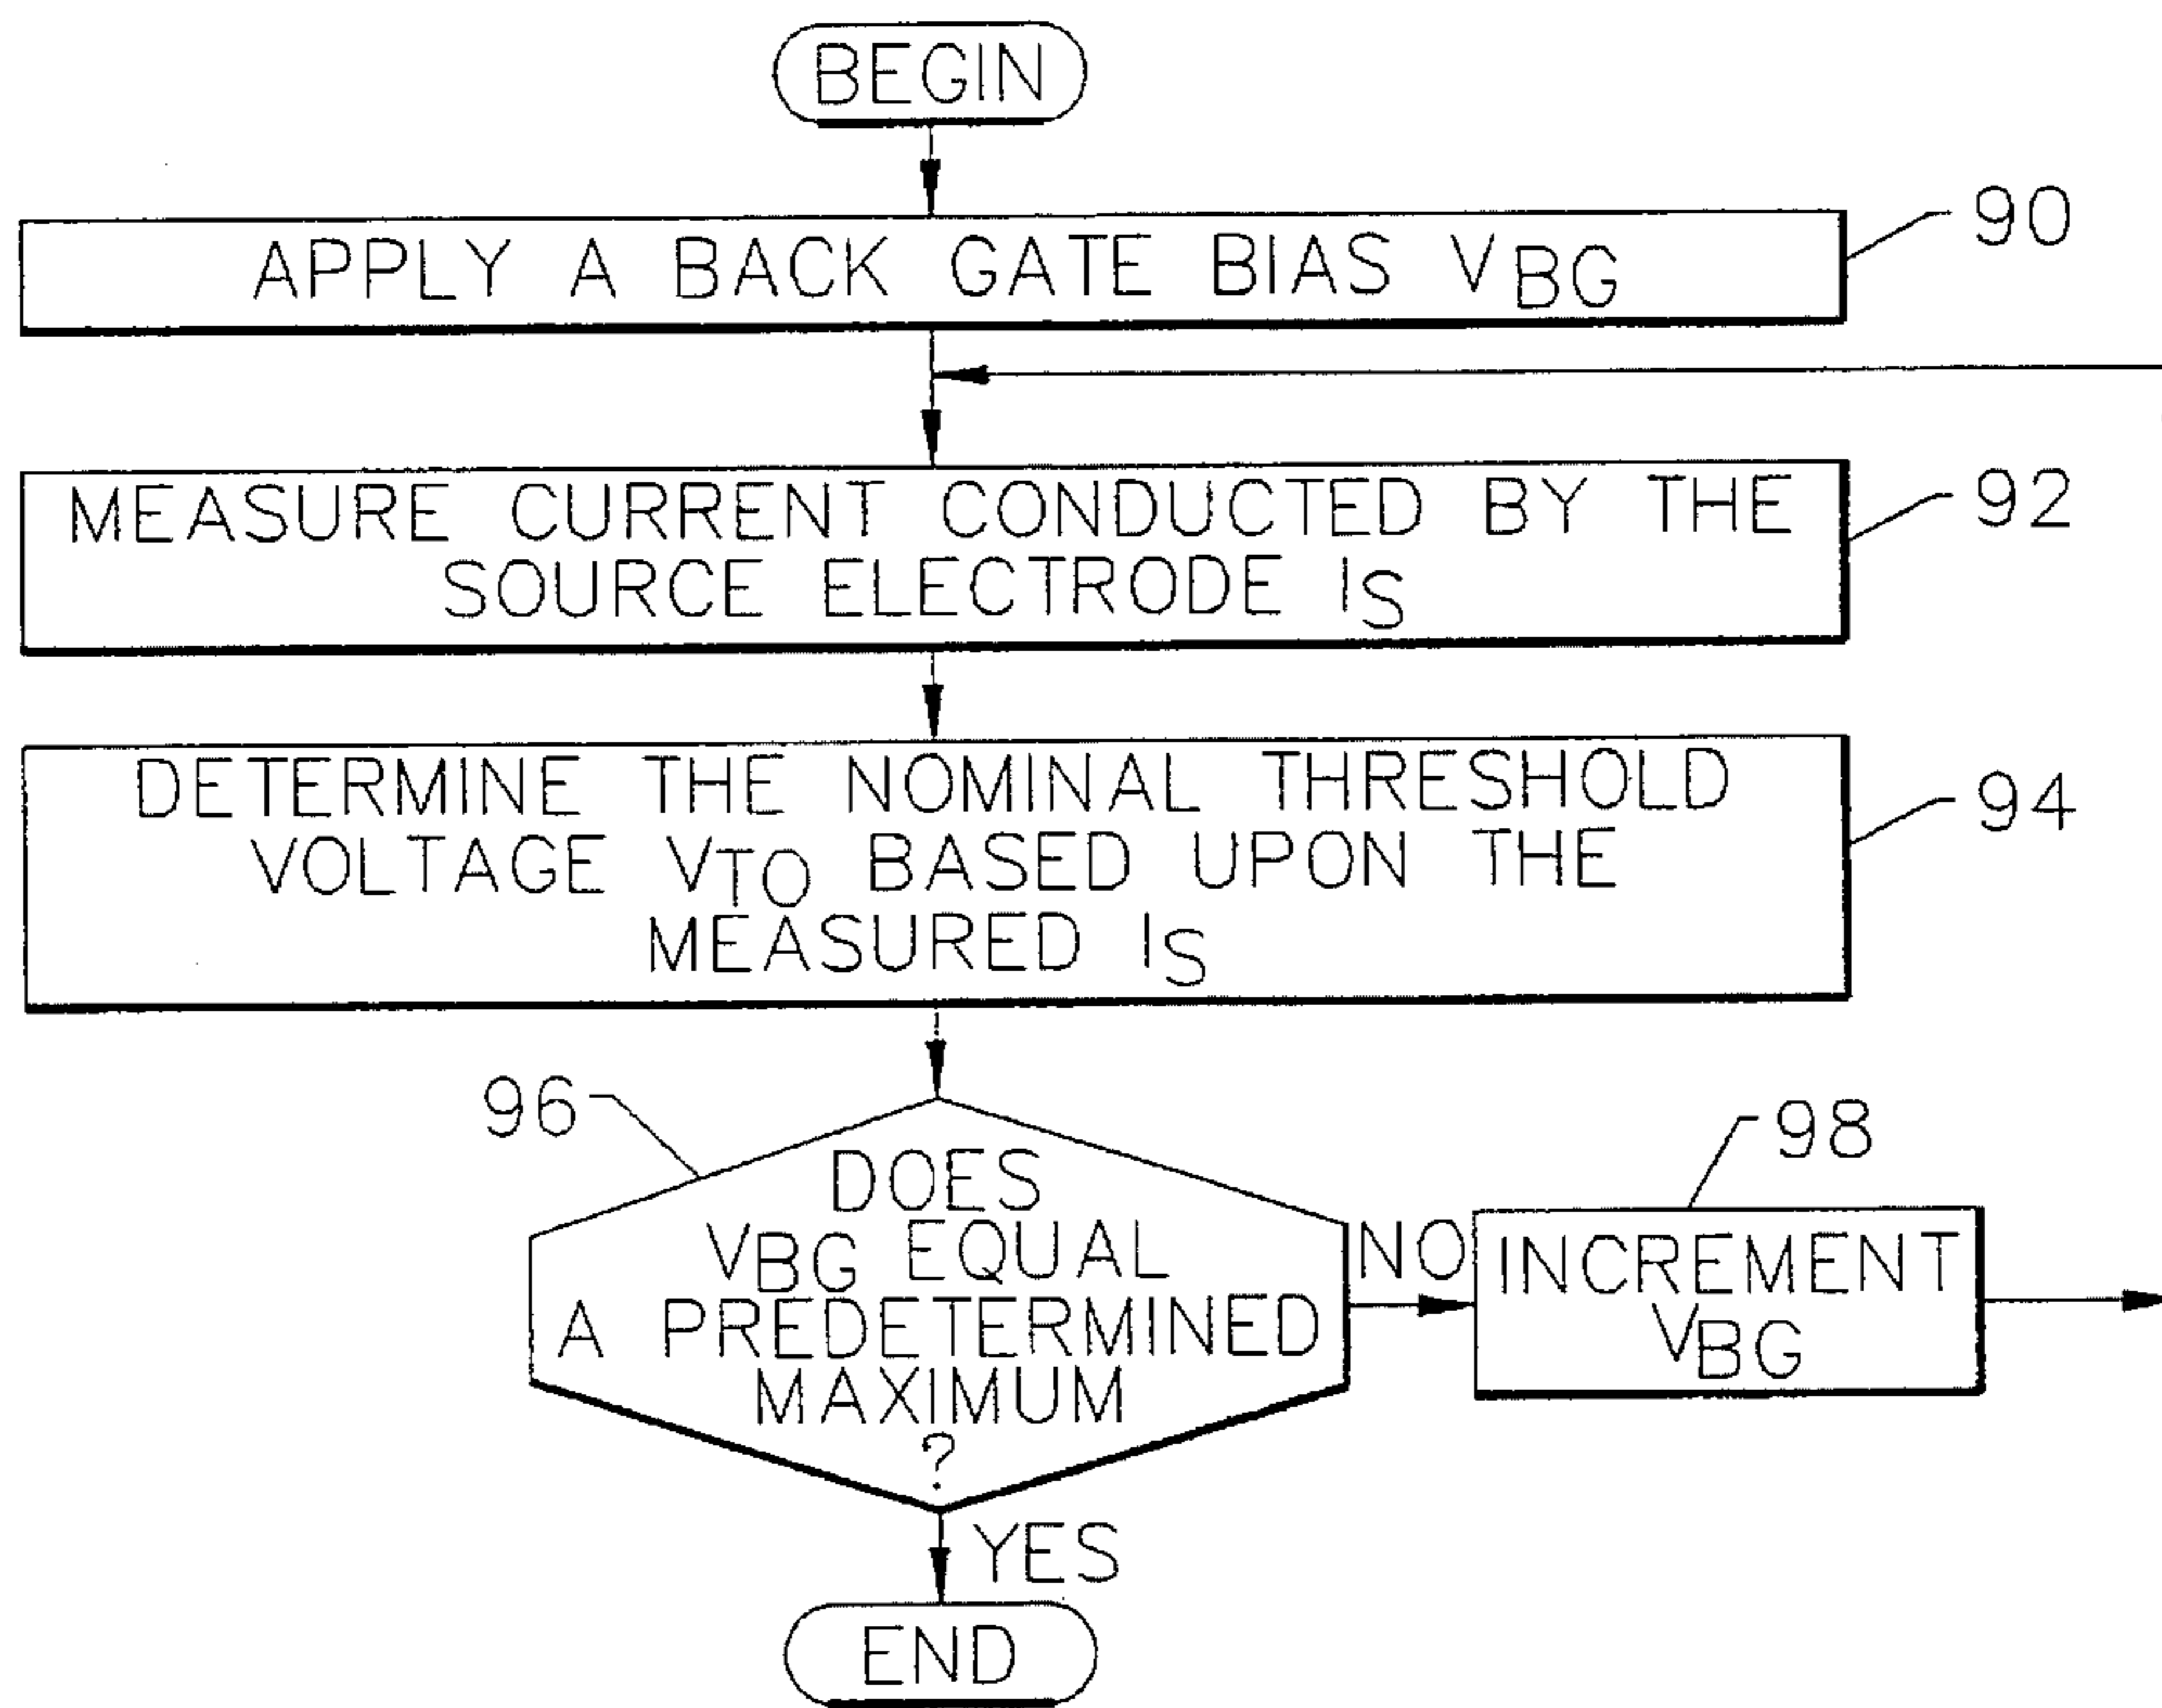 BEGIN
APPLY A BACK GATE BIAS VBG
90
MEASURE CURRENT CONDUCTED BY THE
SOURCE ELECTRODE IS
92
DETERMINE THE NOMINAL THRESHOLD
VOLTAGE VTO BASED UPON THE
MEASURED IS
94
96
DOES
VBG EQUAL
A PREDETERMINED
MAXIMUM
?
NO
98
INCREMENT
VBG
YES
END